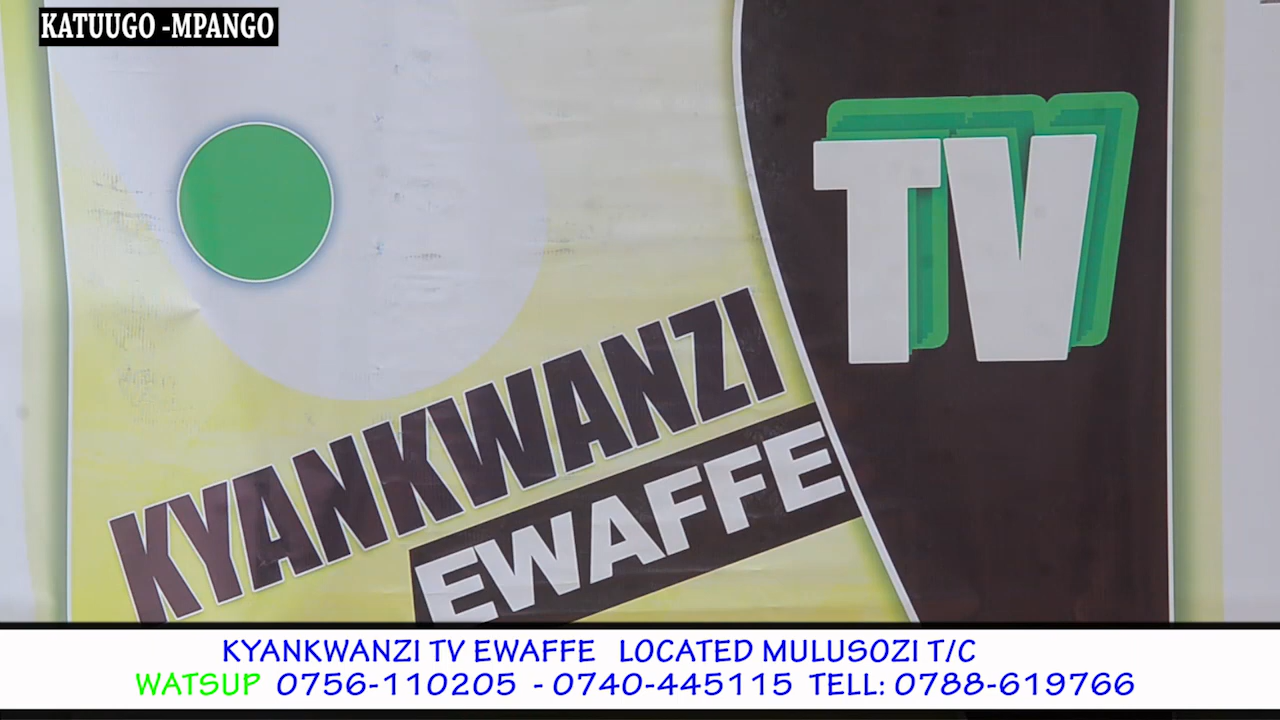 KATUUGO -MPANGO
TV
KYANKWANZI
EWAFFE
KYANKWANZI TV EWAFFE LOCATED MULUSOZI T/C
WATSUP 0756-110205 - 0740-445115 TELL: 0788-619766